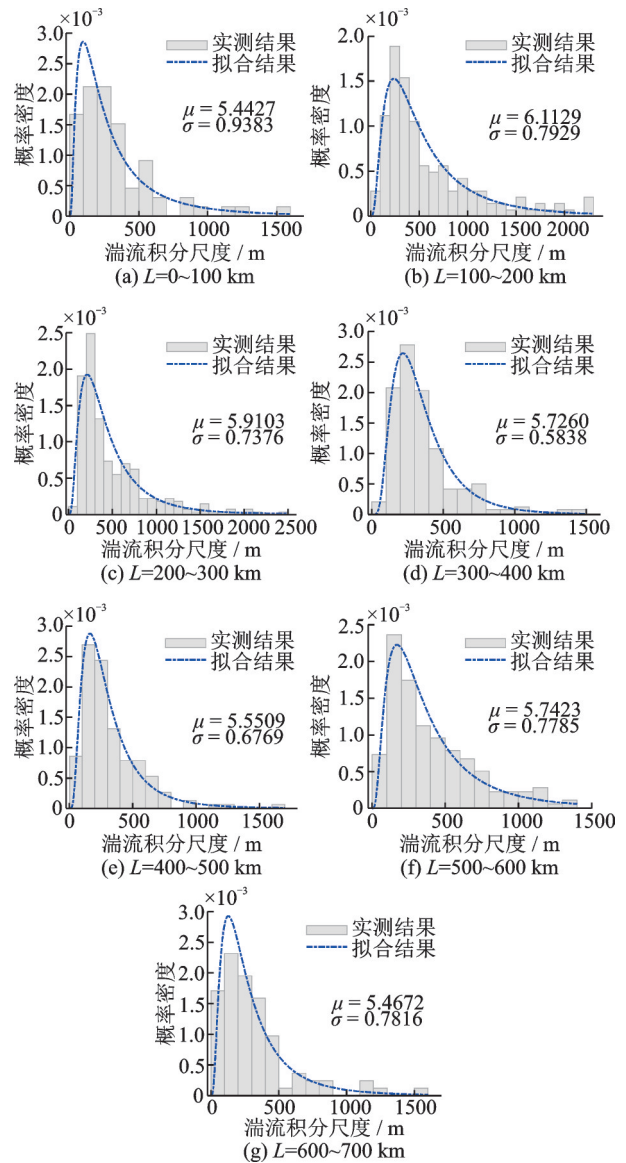 ×10⁻³
3.0
2.5
2.0
1.5
1.0
0.5
0
概率密度
实测结果
拟合结果
μ = 5.4427
σ = 0.9383
0 500 1000 1500
湍流积分尺度 / m
(a) L=0~100 km
×10⁻³
2.0
1.5
1.0
0.5
0
概率密度
实测结果
拟合结果
μ = 6.1129
σ = 0.7929
0 500 1000 1500 2000
湍流积分尺度 / m
(b) L=100~200 km
×10⁻³
2.5
2.0
1.5
1.0
0.5
0
概率密度
实测结果
拟合结果
μ = 5.9103
σ = 0.7376
0 500 1000 1500 2000 2500
湍流积分尺度 / m
(c) L=200~300 km
×10⁻³
3.0
2.5
2.0
1.5
1.0
0.5
0
概率密度
实测结果
拟合结果
μ = 5.7260
σ = 0.5838
0 500 1000 1500
湍流积分尺度 / m
(d) L=300~400 km
×10⁻³
3.0
2.5
2.0
1.5
1.0
0.5
0
概率密度
实测结果
拟合结果
μ = 5.5509
σ = 0.6769
0 500 1000 1500
湍流积分尺度 / m
(e) L=400~500 km
×10⁻³
2.5
2.0
1.5
1.0
0.5
0
概率密度
实测结果
拟合结果
μ = 5.7423
σ = 0.7785
0 500 1000 1500
湍流积分尺度 / m
(f) L=500~600 km
×10⁻³
3.0
2.5
2.0
1.5
1.0
0.5
0
概率密度
实测结果
拟合结果
μ = 5.4672
σ = 0.7816
0 500 1000 1500
湍流积分尺度 / m
(g) L=600~700 km